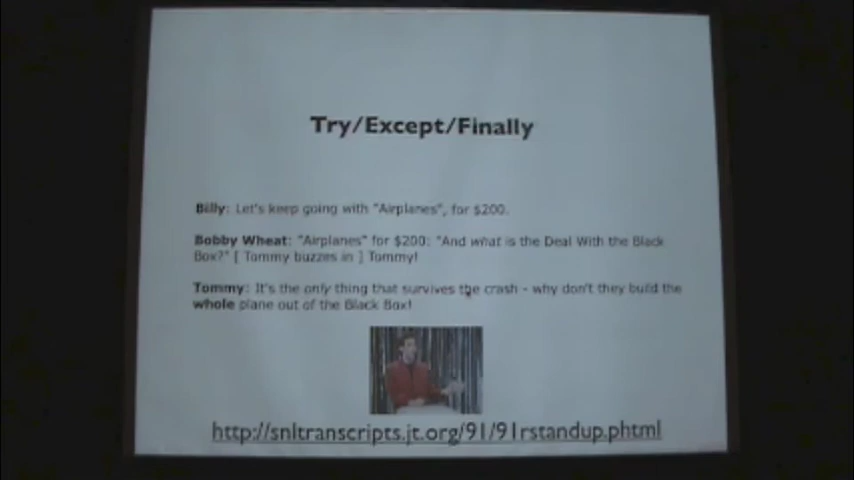 Try/Except/Finally
Billy: Let's keep going with "Airplanes", for $200.
Bobby Wheat: "Airplanes" for $200: "And what is the Deal With the Black
Box?" [ Tommy buzzes in ] Tommy!
Tommy: It's the only thing that survives the crash - why don't they build the
whole plane out of the Black Box!
http://snltranscripts.jt.org/91/91rstandup.phtml